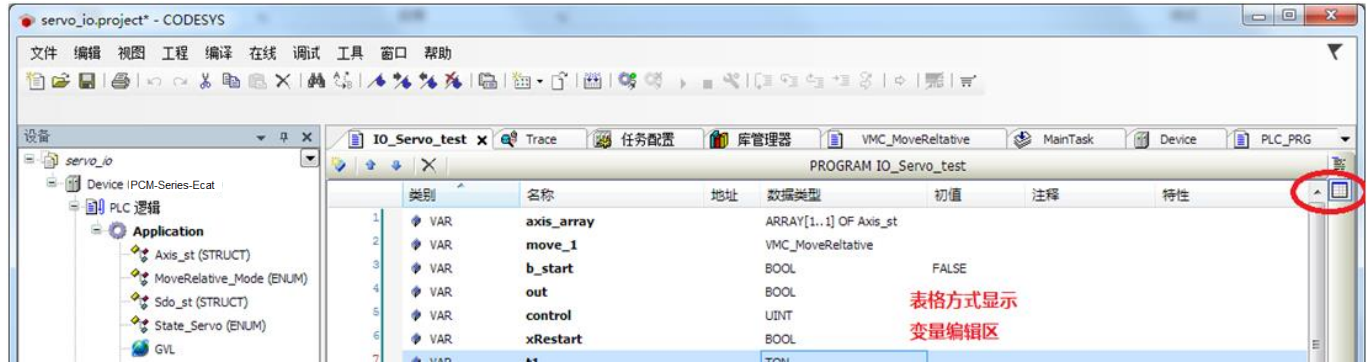 servo_io.project* - CODESYS
文件 编辑 视图 工程 编译 在线 调试 工具 窗口 帮助
设备
IO_Servo_test Trace 任务配置 库管理器 VMC_MoveReltative MainTask Device PLC_PRG
servo_io
PROGRAM IO_Servo_test
Device (PCM-Series-Ecat
PLC 逻辑
Application
Axis_st (STRUCT)
MoveRelative_Mode (ENUM)
Sdo_st (STRUCT)
State_Servo (ENUM)
GVL
类别 名称 地址 数据类型 初值 注释 特性
1 VAR axis_array ARRAY[1..1] OF Axis_st
2 VAR move_1 VMC_MoveReltative
3 VAR b_start BOOL FALSE
4 VAR out BOOL
5 VAR control UINT
6 VAR xRestart BOOL
7 VAR t1 TON
表格方式显示
变量编辑区